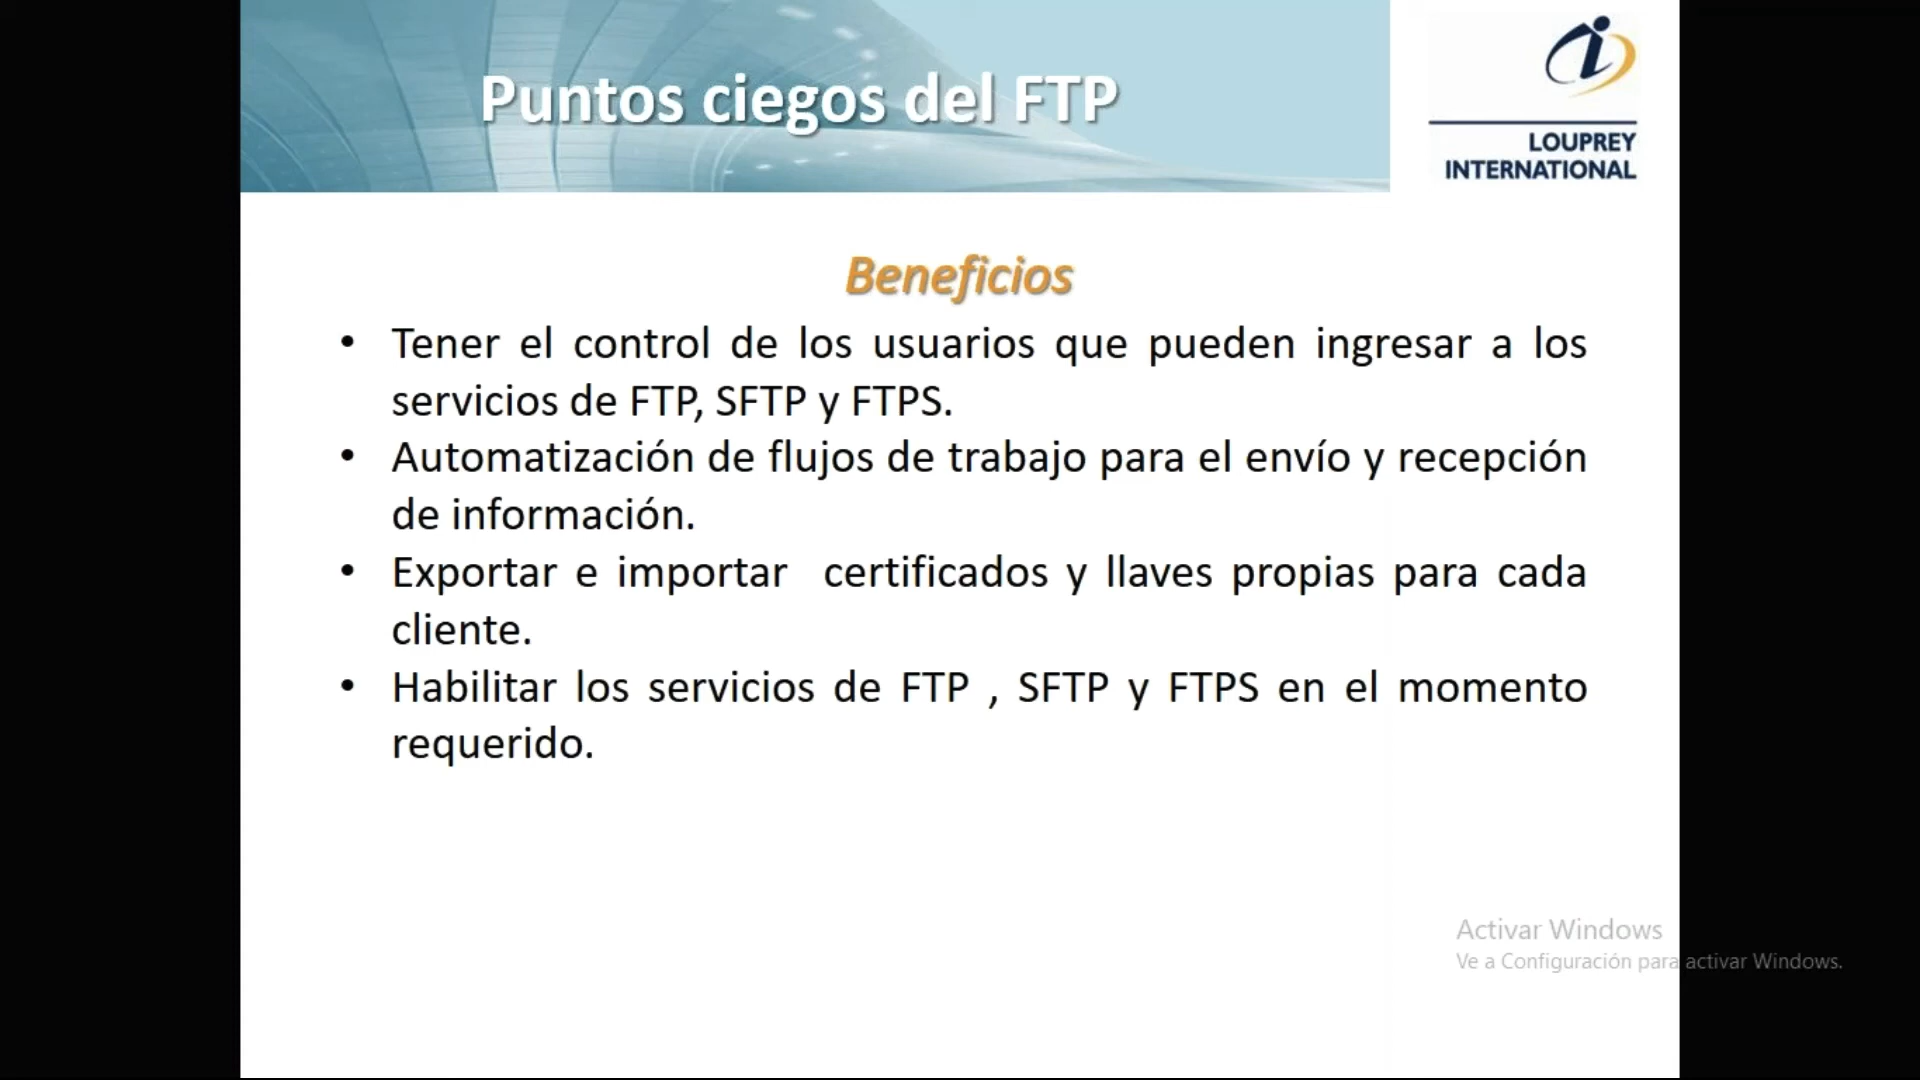 Puntos ciegos del FTP
LOUPREY
INTERNATIONAL
Beneficios
• Tener el control de los usuarios que pueden ingresar a los
servicios de FTP, SFTP y FTPS.
• Automatización de flujos de trabajo para el envío y recepción
de información.
• Exportar e importar  certificados y llaves propias para cada
cliente.
• Habilitar los servicios de FTP , SFTP y FTPS en el momento
requerido.
Activar Windows
Ve a Configuración para activar Windows.